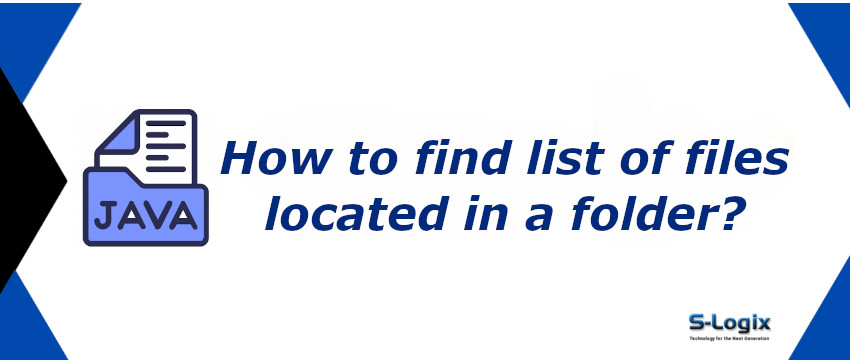 JAVA
How to find list of files
located in a folder?
S-Logix
Technology for the Next Generation